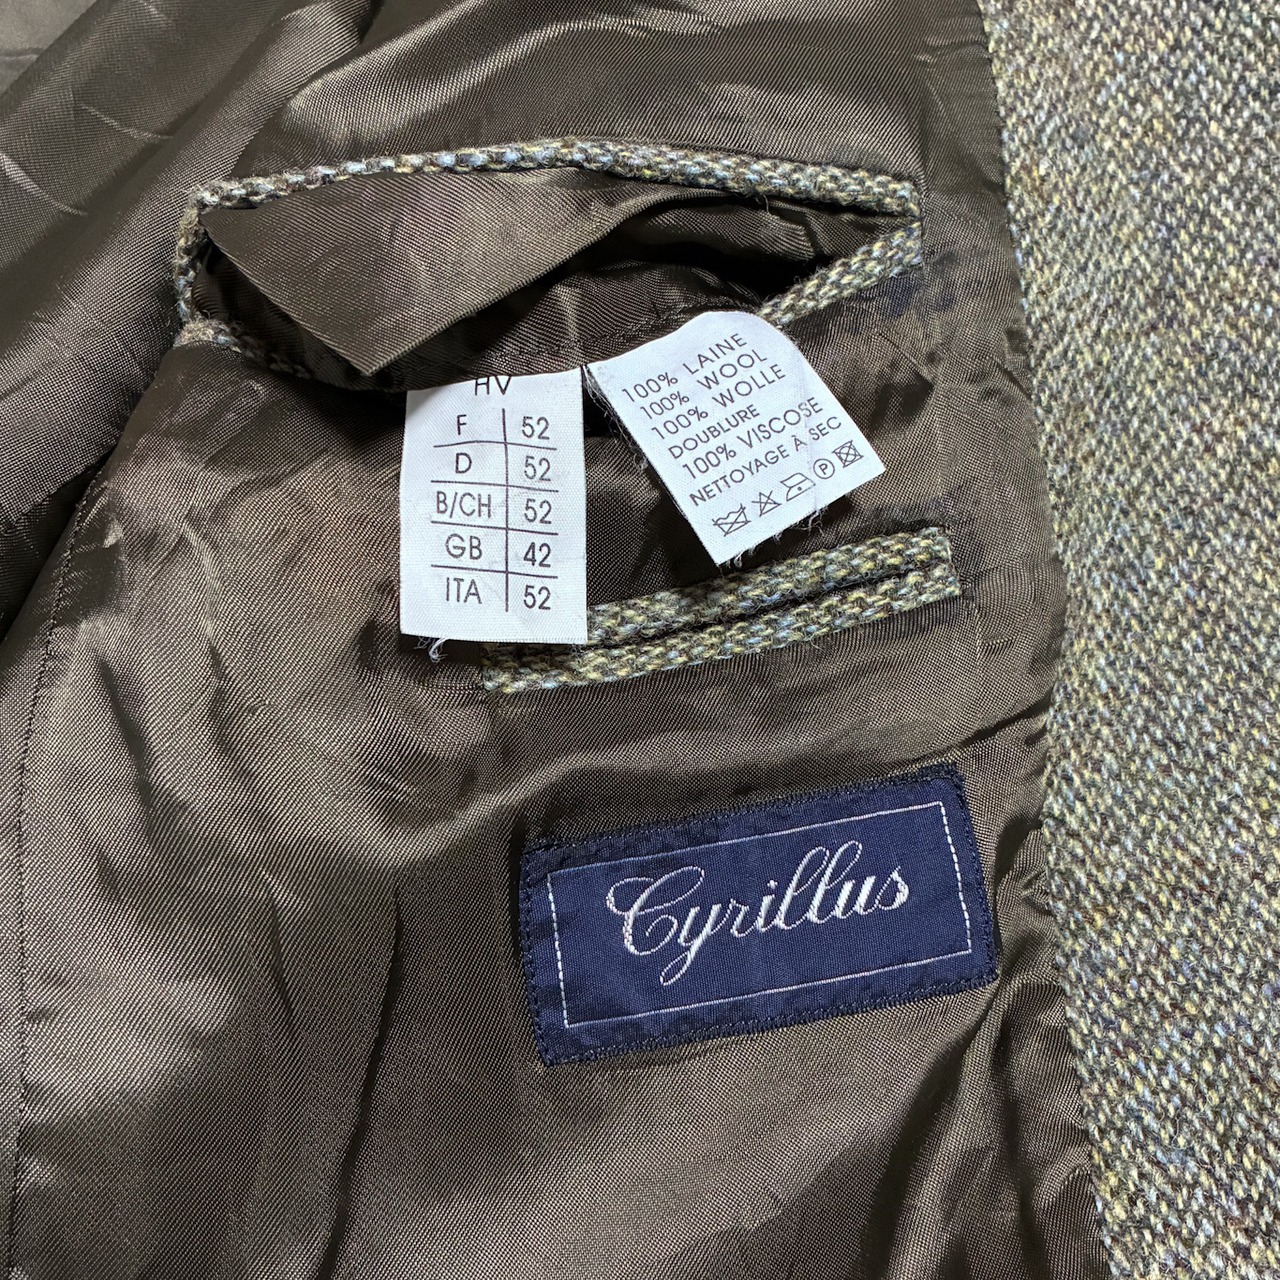 HV
F 52
D 52
B/CH 52
GB 42
ITA 52
100% LAINE
100% WOOL
100% WOLLE
DOUBLURE
100% VISCOSE
NETTOYAGE À SEC
P
Cyrillus